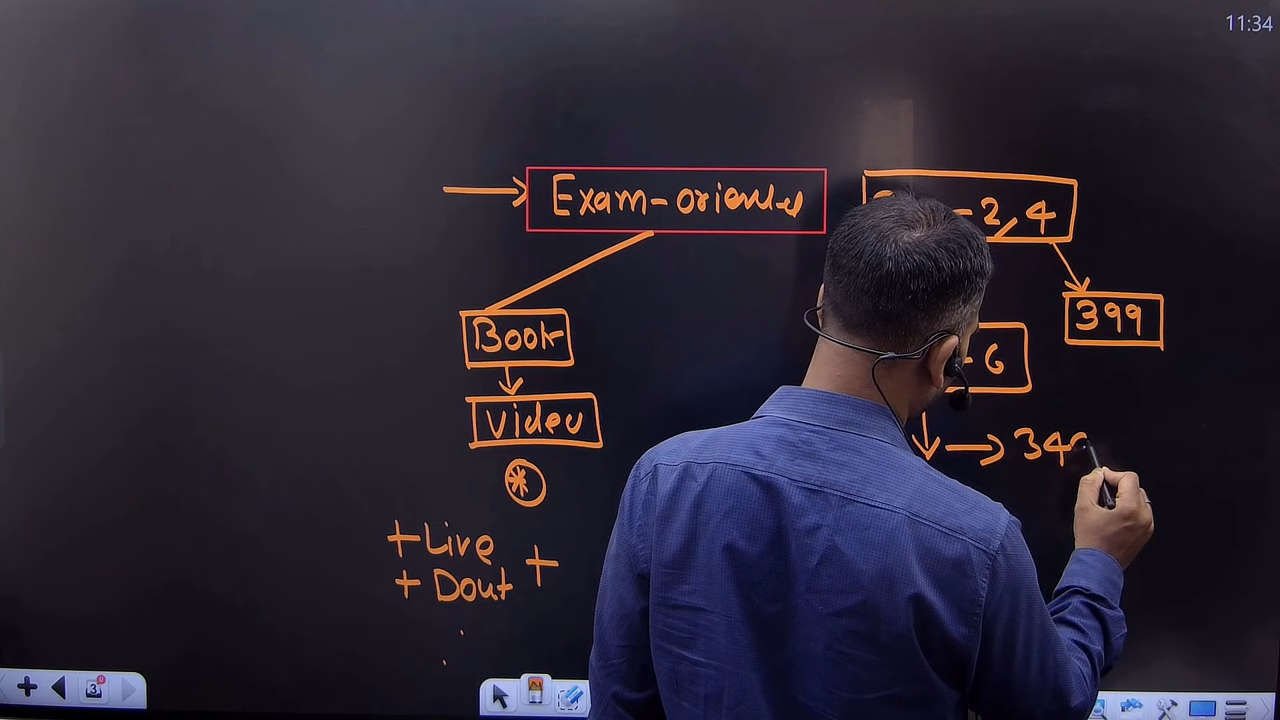 11:34
Exam-oriented
-2,4
399
Book
Video
-6
→ 34
*
+Live
+
+ Dout
3